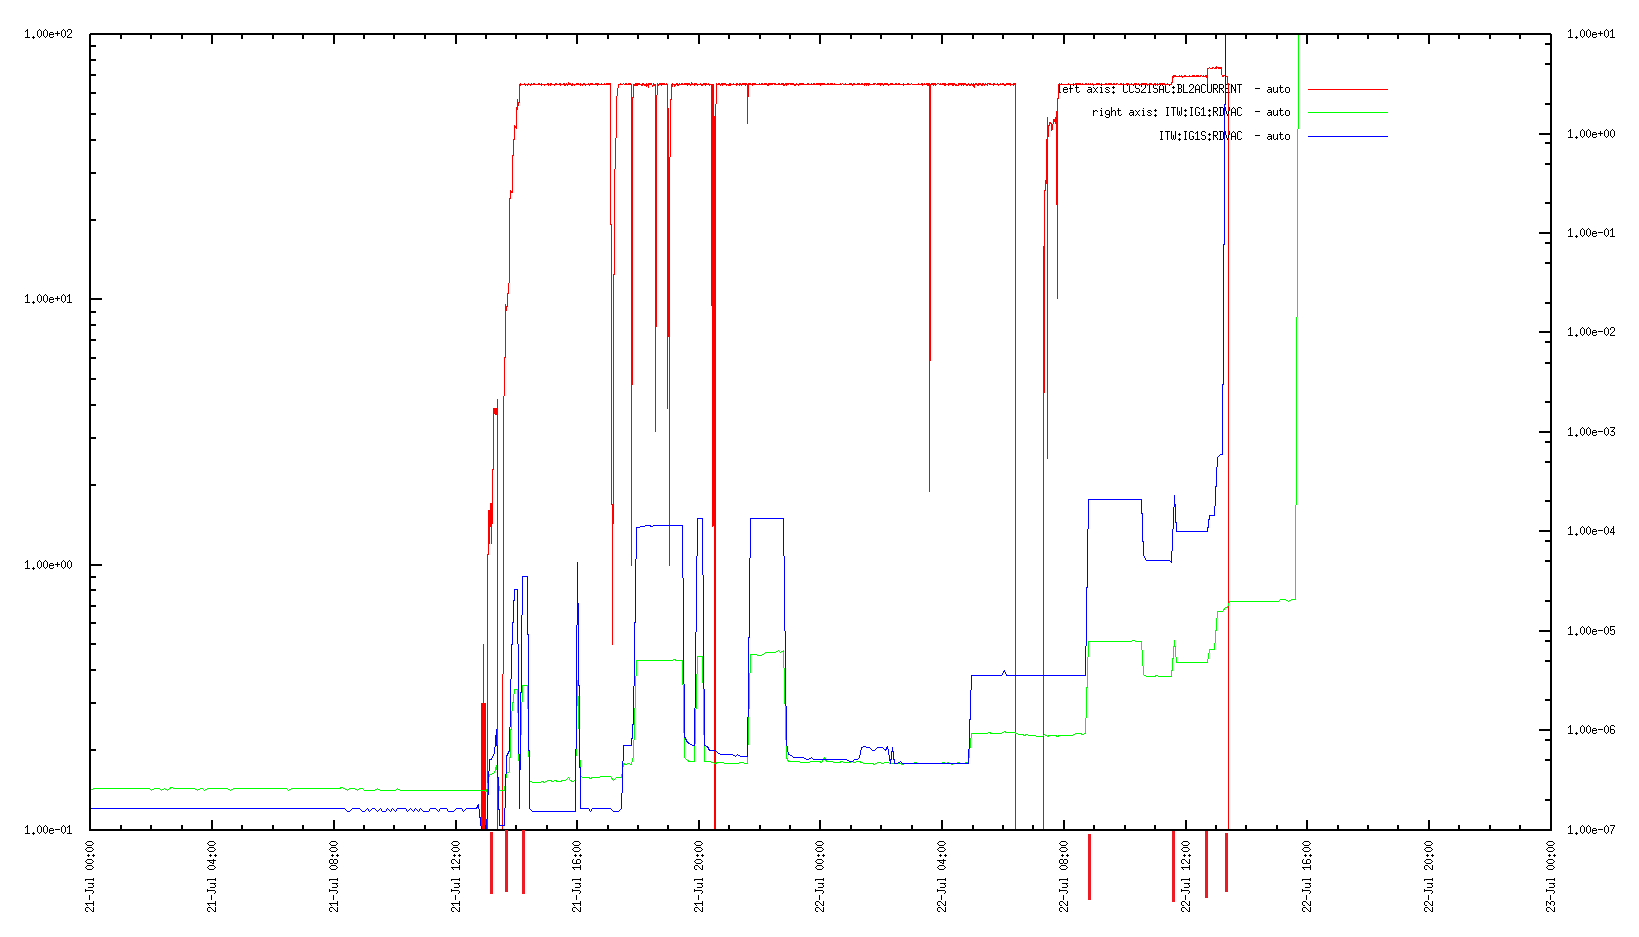 1.00e+02
1.00e+01
1.00e+00
1.00e-01
1.00e+01
1.00e+00
1.00e-01
1.00e-02
1.00e-03
1.00e-04
1.00e-05
1.00e-06
1.00e-07
left axis: CCS2ISAC:BL2ACURRENT - auto
right axis: ITW:IG1:RDVAC - auto
ITW:IG1S:RDVAC - auto
21-Jul 00:00
21-Jul 04:00
21-Jul 08:00
21-Jul 12:00
21-Jul 16:00
21-Jul 20:00
22-Jul 00:00
22-Jul 04:00
22-Jul 08:00
22-Jul 12:00
22-Jul 16:00
22-Jul 20:00
23-Jul 00:00